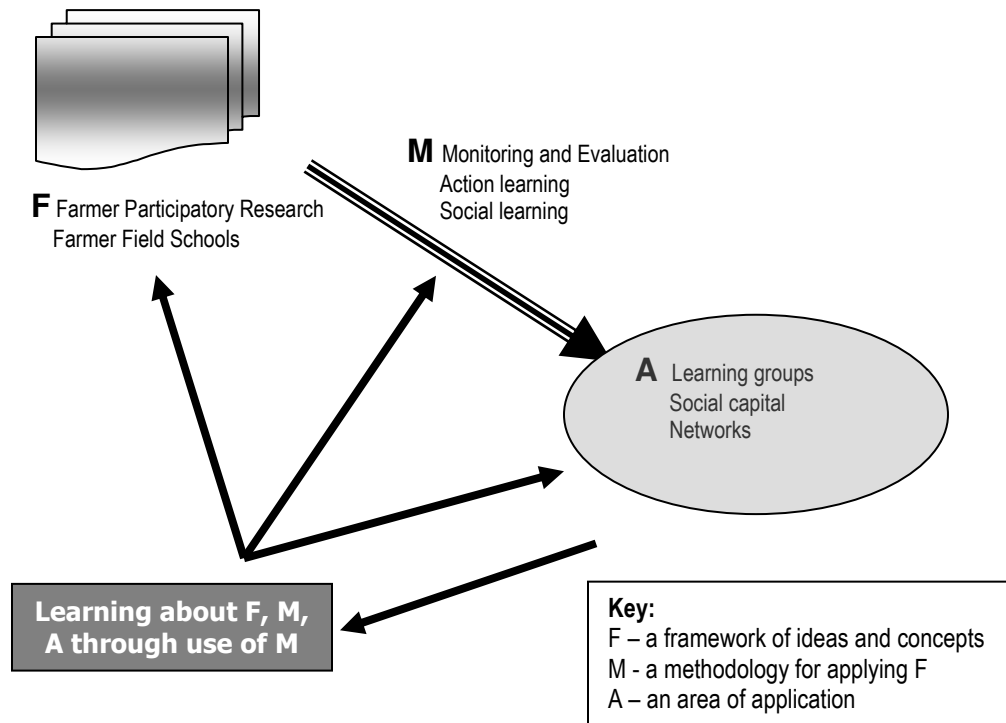 M Monitoring and Evaluation
Action learning
Social learning
F Farmer Participatory Research
Farmer Field Schools
A Learning groups
Social capital
Networks
Learning about F, M,
A through use of M
Key:
F – a framework of ideas and concepts
M - a methodology for applying F
A – an area of application